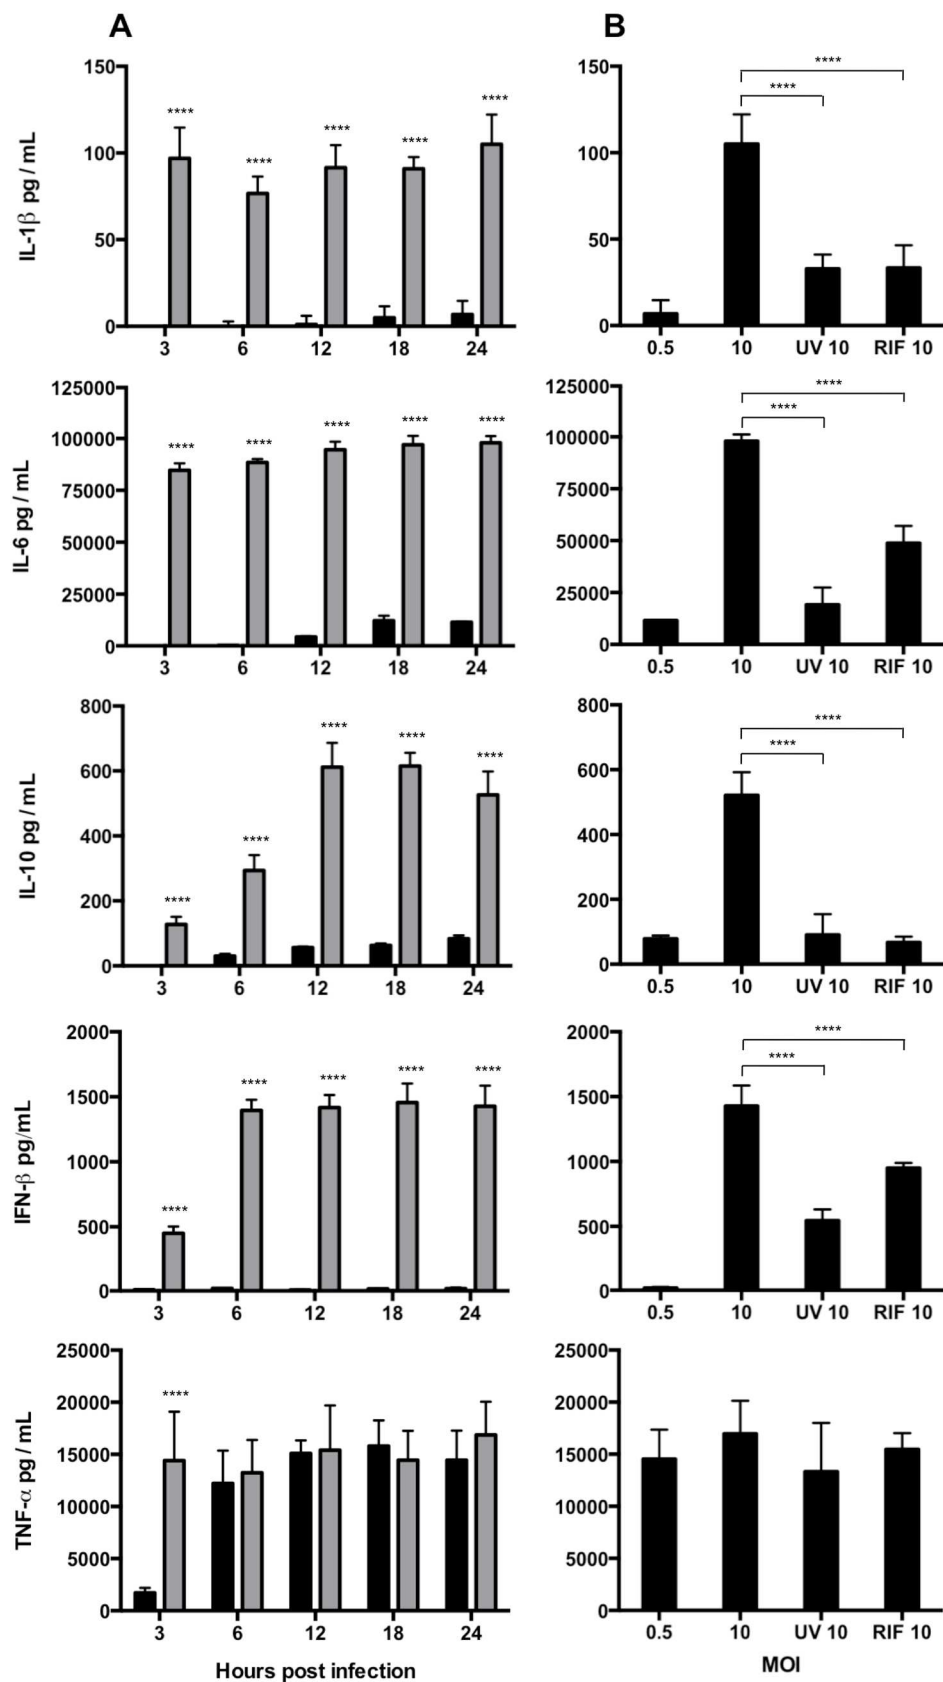 A
IL-1β pg / mL
150
100
50
0
**** **** **** **** ****
3 6 12 18 24
B
150
100
50
0
****
****
0.5 10 UV 10 RIF 10
IL-6 pg / mL
125000
100000
75000
50000
25000
0
**** **** **** **** ****
3 6 12 18 24
125000
100000
75000
50000
25000
0
****
****
0.5 10 UV 10 RIF 10
IL-10 pg / mL
800
600
400
200
0
**** **** **** **** ****
3 6 12 18 24
800
600
400
200
0
****
****
0.5 10 UV 10 RIF 10
IFN-β pg/mL
2000
1500
1000
500
0
**** **** **** **** ****
3 6 12 18 24
2000
1500
1000
500
0
****
****
0.5 10 UV 10 RIF 10
TNF-α pg / mL
25000
20000
15000
10000
5000
0
****
3 6 12 18 24
Hours post infection
25000
20000
15000
10000
5000
0
0.5 10 UV 10 RIF 10
MOI